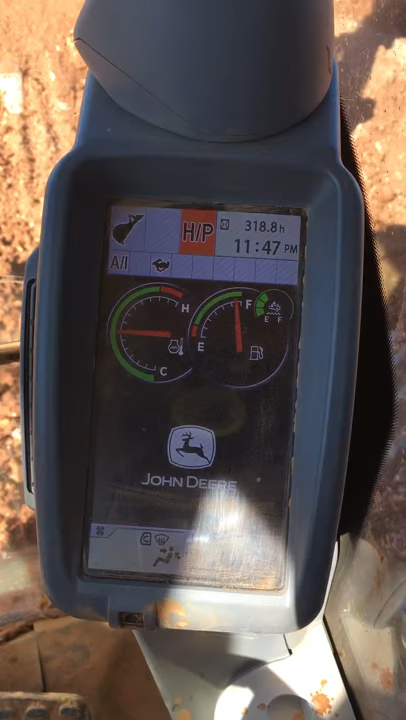 H/P
318.8h
11:47 PM
A/I
H
C
F
E
E F
JOHN DEERE